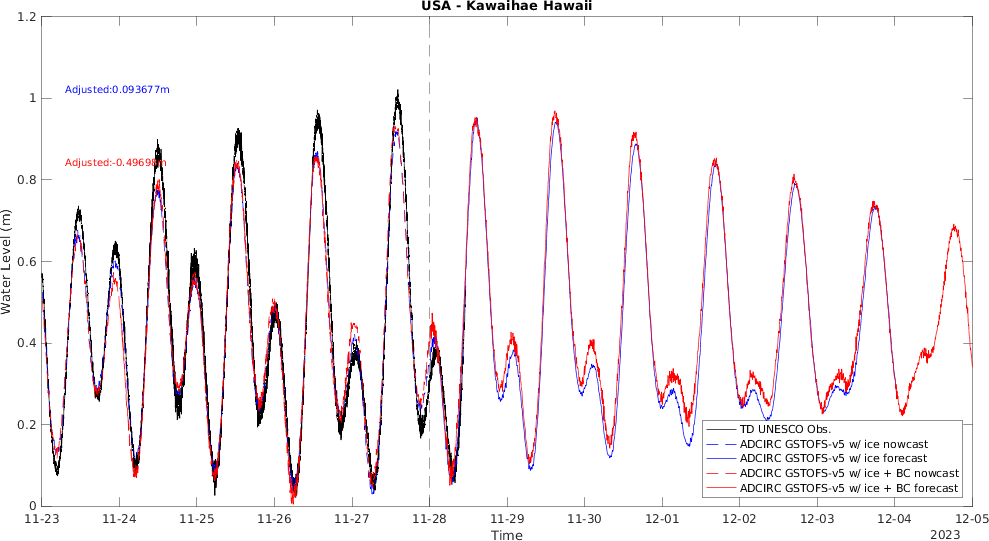 USA - Kawaihae Hawaii
1.2
1
0.8
0.6
0.4
0.2
0
Water Level (m)
Adjusted:0.093677m
Adjusted:-0.49698m
TD UNESCO Obs.
ADCIRC GSTOFS-v5 w/ ice nowcast
ADCIRC GSTOFS-v5 w/ ice forecast
ADCIRC GSTOFS-v5 w/ ice + BC nowcast
ADCIRC GSTOFS-v5 w/ ice + BC forecast
11-23 11-24 11-25 11-26 11-27 11-28 11-29 11-30 12-01 12-02 12-03 12-04 12-05
Time
2023